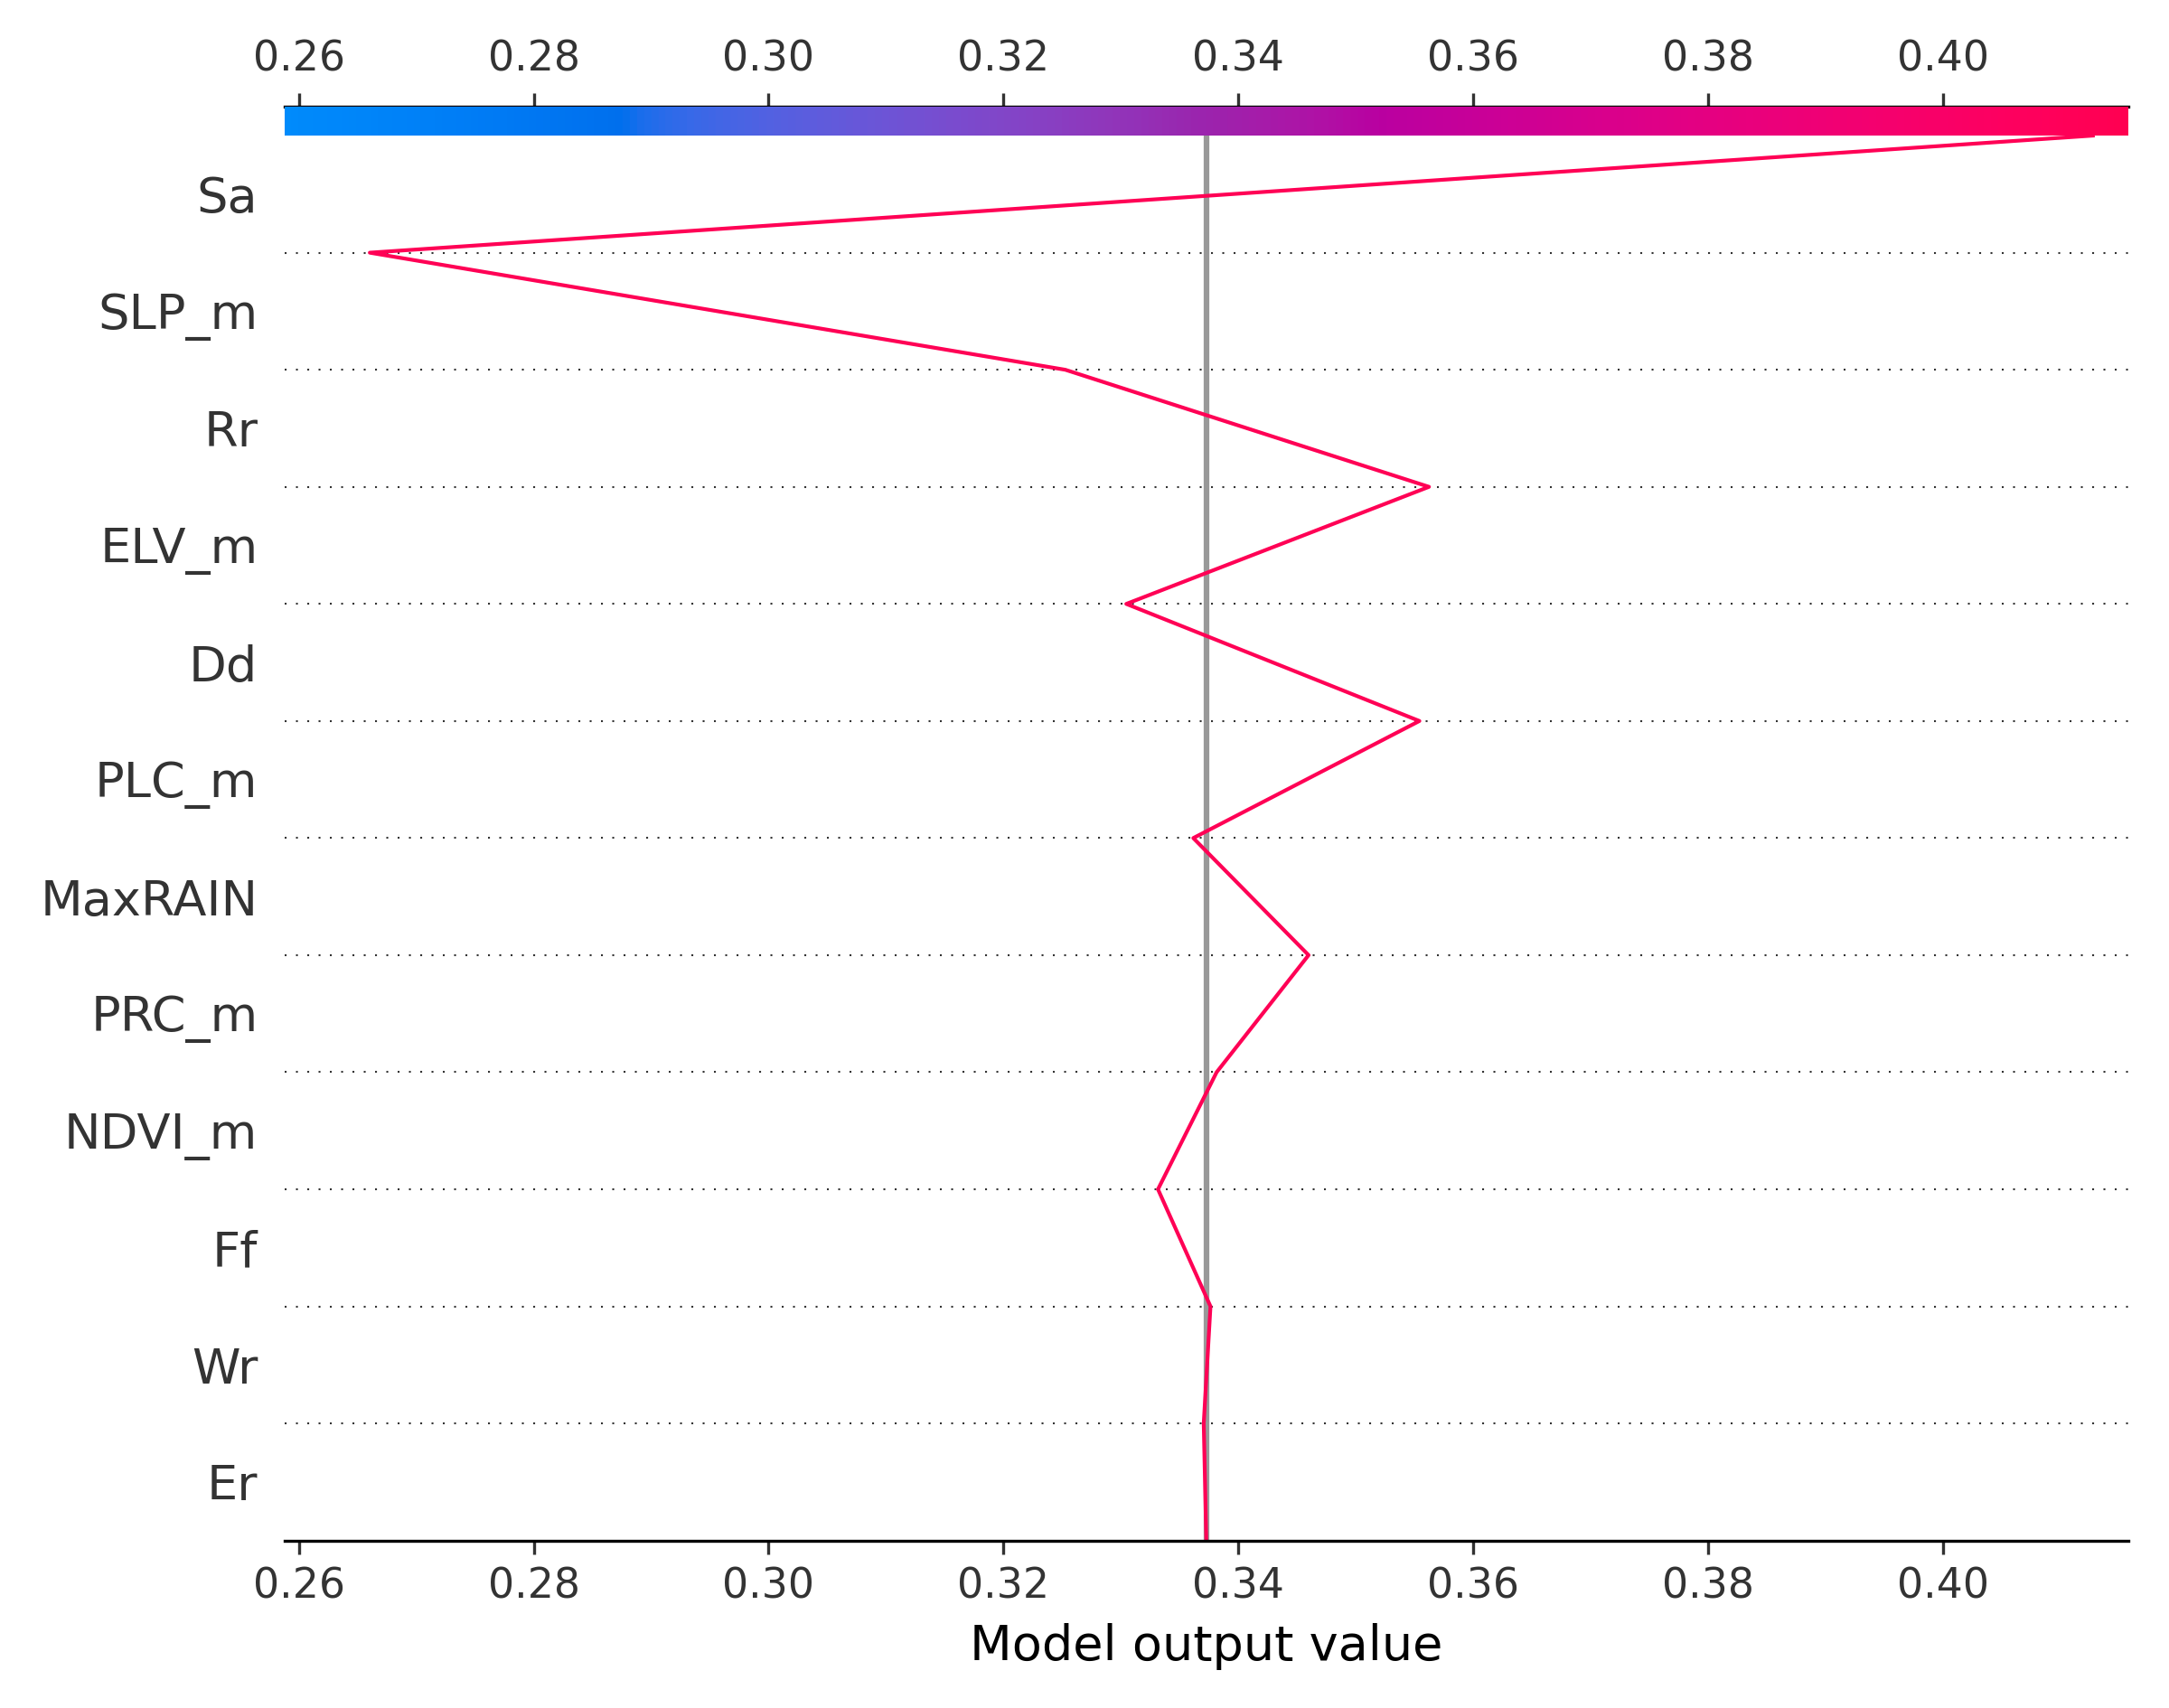 0.26 0.28 0.30 0.32 0.34 0.36 0.38 0.40
Sa
SLP_m
Rr
ELV_m
Dd
PLC_m
MaxRAIN
PRC_m
NDVI_m
Ff
Wr
Er
0.26 0.28 0.30 0.32 0.34 0.36 0.38 0.40
Model output value